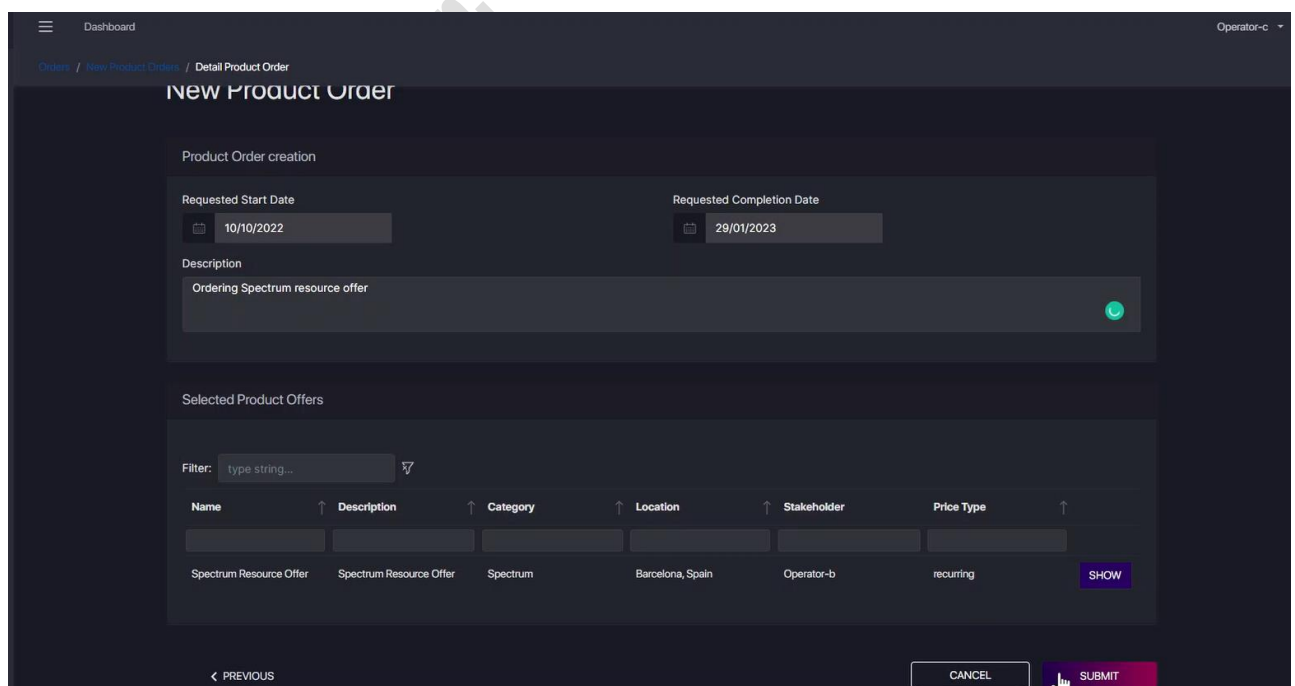 Dashboard
Operator-c
Orders / New Product Orders / Detail Product Order
New Product Order
Product Order creation
Requested Start Date
Requested Completion Date
10/10/2022
29/01/2023
Description
Ordering Spectrum resource offer
Selected Product Offers
Filter: type string...
Name Description Category Location Stakeholder Price Type
Spectrum Resource Offer Spectrum Resource Offer Spectrum Barcelona, Spain Operator-b recurring SHOW
PREVIOUS
CANCEL
SUBMIT